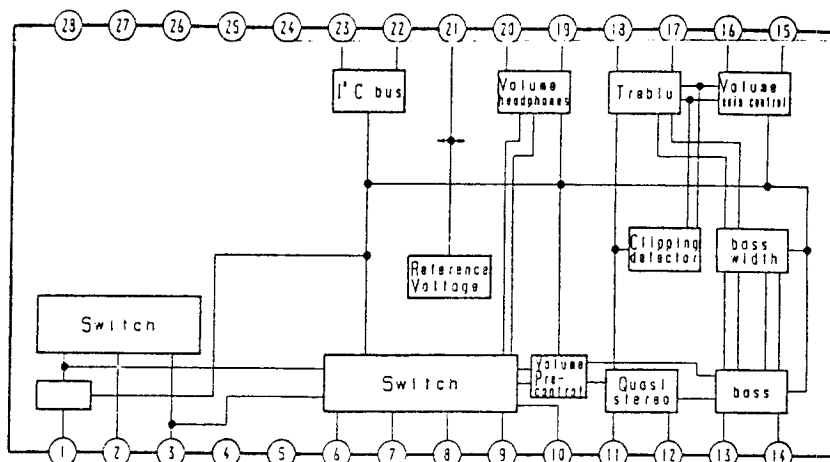 28 27 26 25 24 23 22 21 20 19 18 17 16 15
I²C bus
Volume
headphones
Treblu
Volume
main control
Reference
Voltage
Clipping
detector
bass
width
Switch
Switch
Volume
Pre-
control
Quasi
stereo
bass
1 2 3 4 5 6 7 8 9 10 11 12 13 14